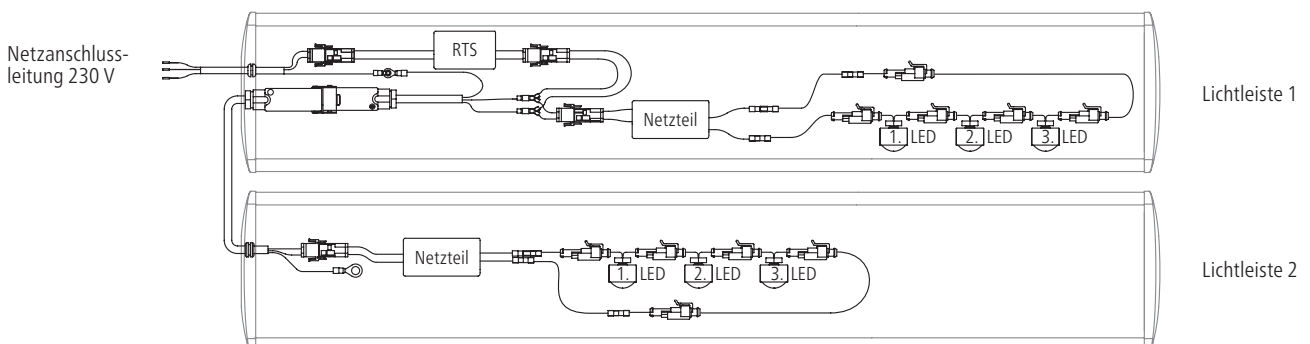 Netzanschluss-
leitung 230 V
RTS
Netzteil
1. LED
2. LED
3. LED
Lichtleiste 1
Netzteil
1. LED
2. LED
3. LED
Lichtleiste 2